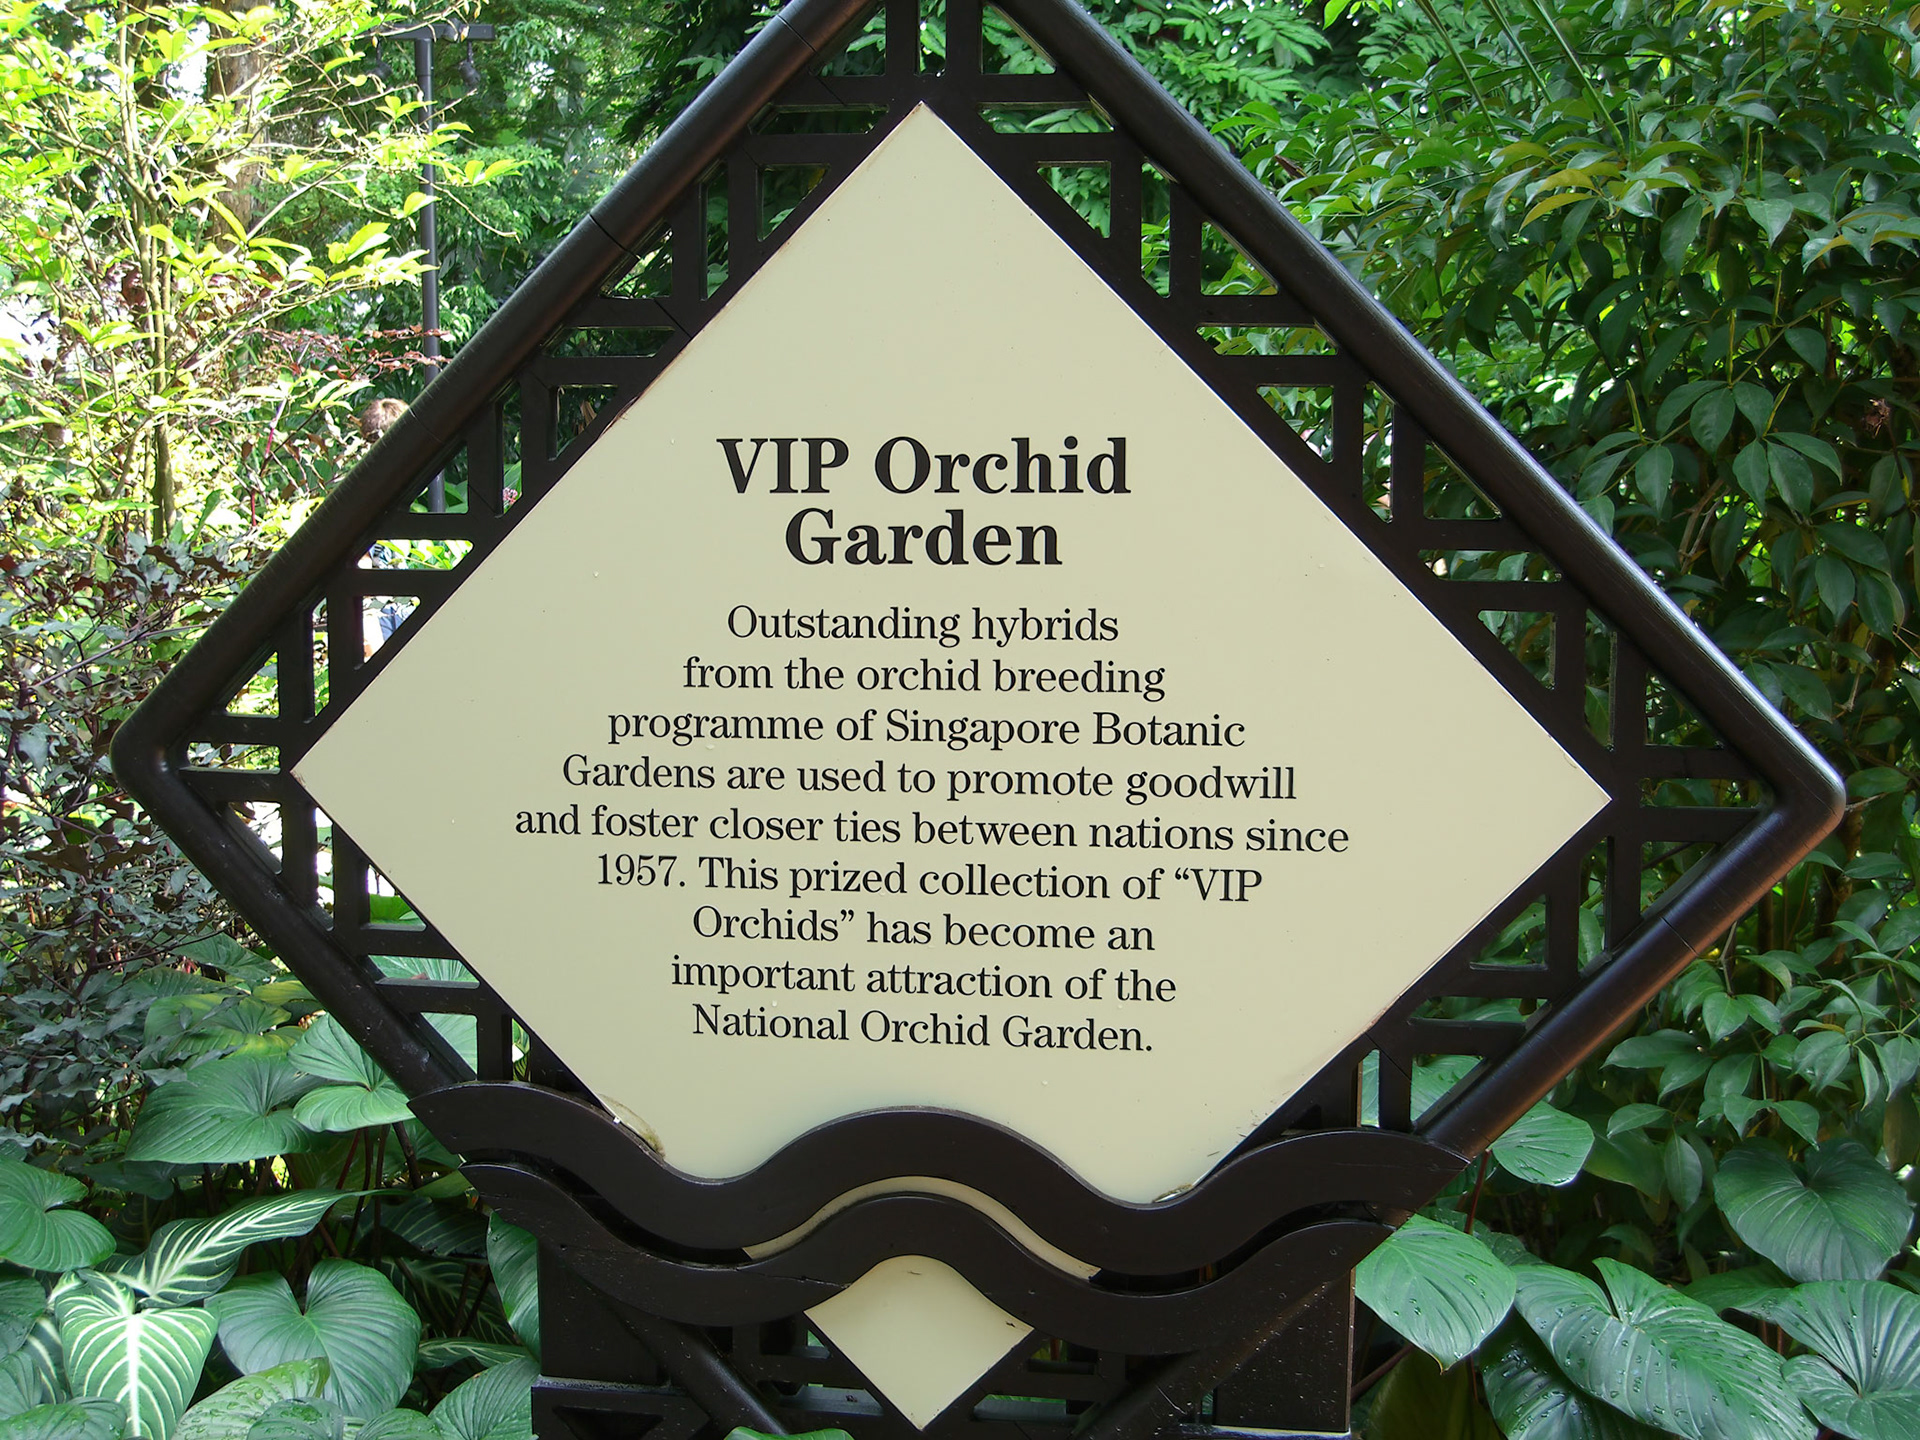 VIP Orchid
Garden
Outstanding hybrids
from the orchid breeding
programme of Singapore Botanic
Gardens are used to promote goodwill
and foster closer ties between nations since
1957. This prized collection of “VIP
Orchids” has become an
important attraction of the
National Orchid Garden.